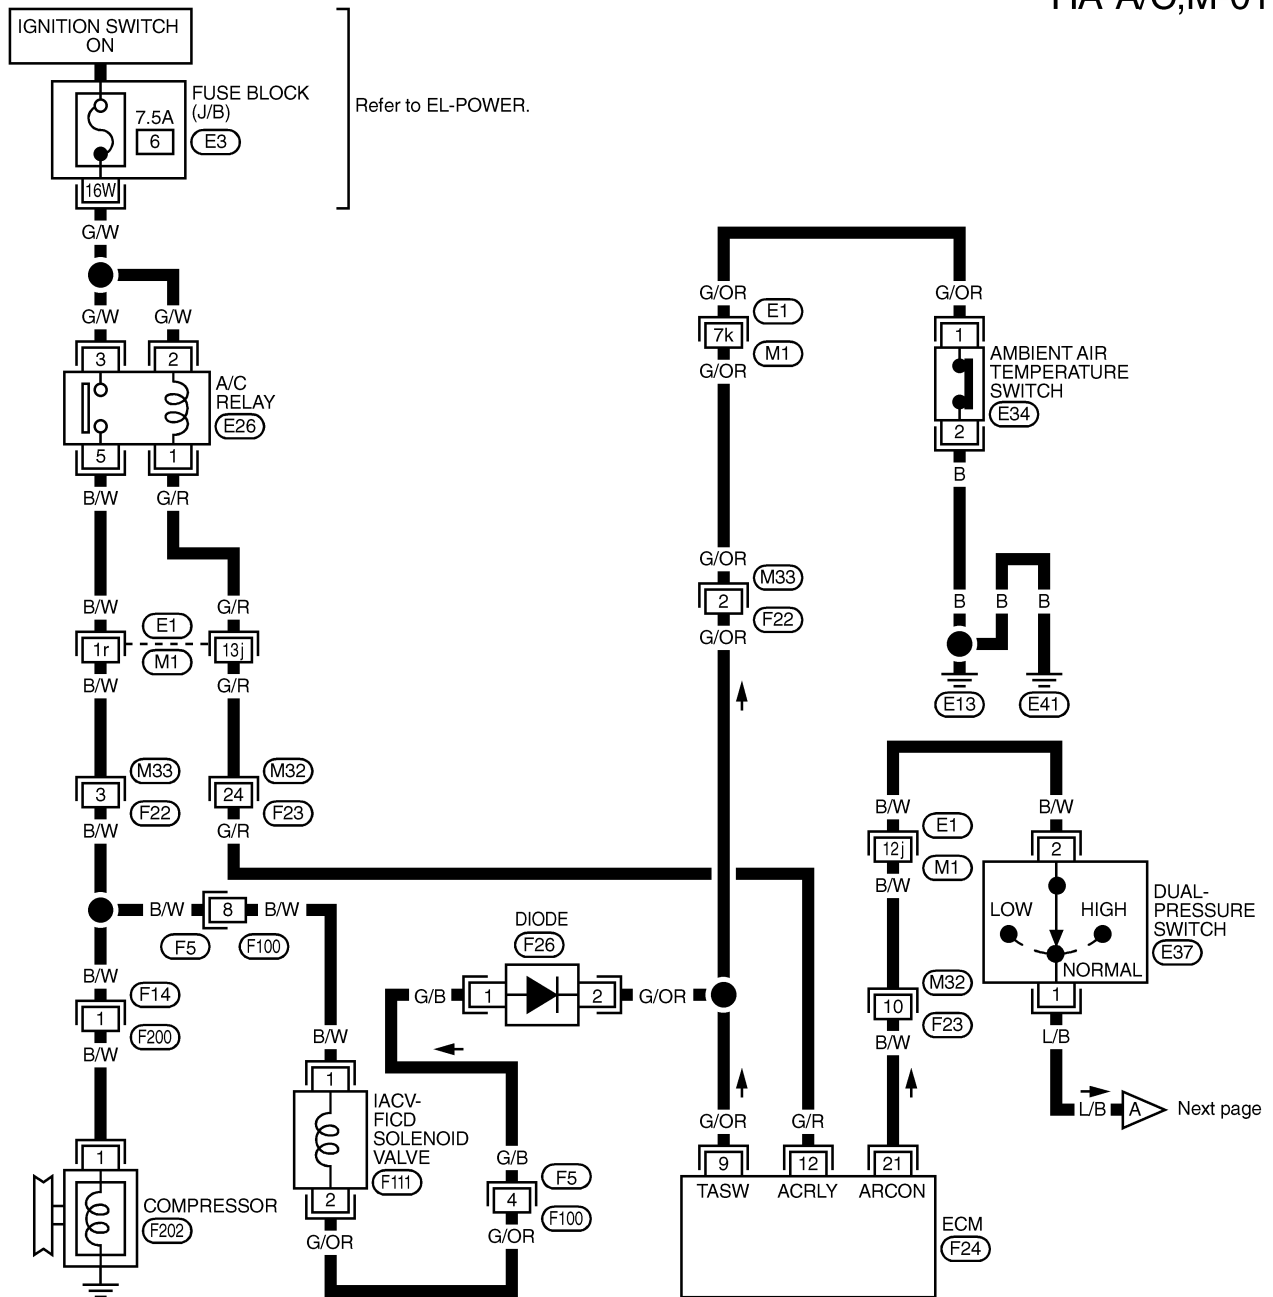 HA-A/C,M-01
IGNITION SWITCH
ON
FUSE BLOCK
(J/B)
7.5A
6
E3
Refer to EL-POWER.
16W
G/W
G/W
G/W
3
2
A/C
RELAY
E26
5
1
B/W
G/R
B/W
G/R
E1
1r
13j
M1
B/W
G/R
M33
M32
3
24
F22
F23
B/W
G/R
B/W
8
B/W
F5
F100
B/W
F14
1
F200
B/W
1
COMPRESSOR
F202
B/W
1
IACV-
FICD
SOLENOID
VALVE
F111
2
G/OR
DIODE
F26
G/B
1
2
G/OR
G/B
F5
4
F100
G/OR
G/OR
G/OR
E1
7k
M1
G/OR
1
AMBIENT AIR
TEMPERATURE
SWITCH
E34
2
B
G/OR
M33
2
F22
G/OR
B
B
B
E13
E41
B/W
B/W
E1
12j
M1
B/W
2
LOW
HIGH
NORMAL
DUAL-
PRESSURE
SWITCH
E37
1
M32
10
F23
B/W
L/B
L/B
A
Next page
G/OR
G/R
9
12
21
TASW
ACRLY
ARCON
ECM
F24